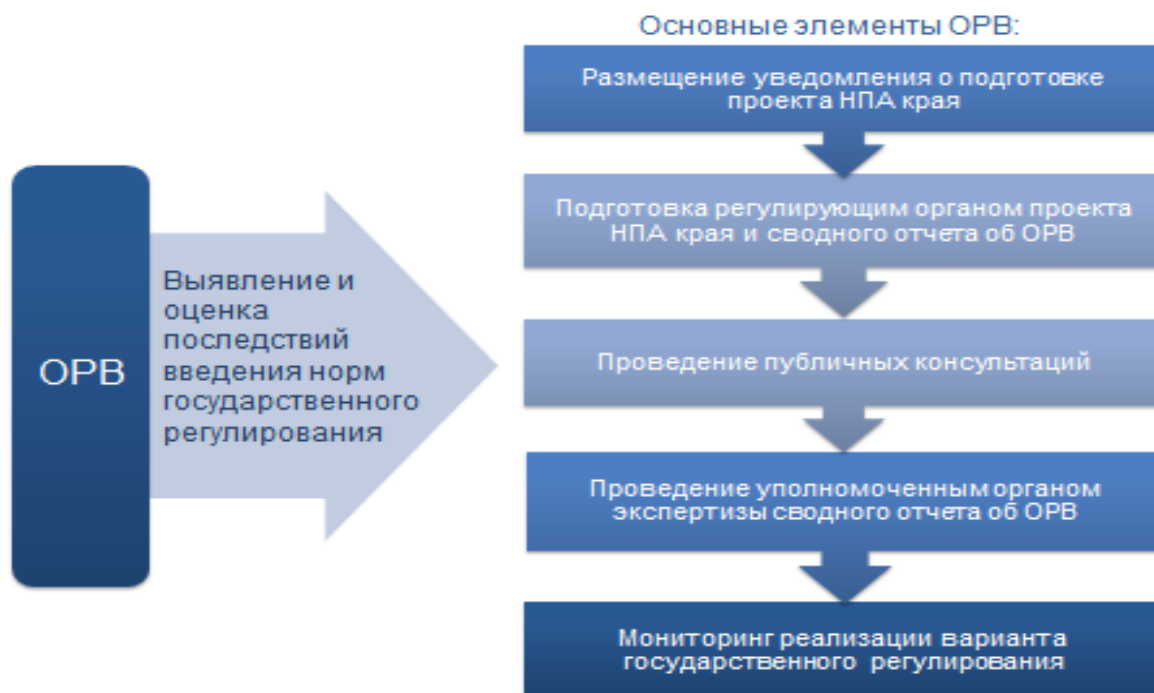 Основные элементы ОРВ:
Размещение уведомления о подготовке
проекта НПА края
Подготовка регулирующим органом проекта
НПА края и сводного отчета об ОРВ
Проведение публичных консультаций
Проведение уполномоченным органом
экспертизы сводного отчета об ОРВ
Мониторинг реализации варианта
государственного регулирования
ОРВ
Выявление и
оценка
последствий
введения норм
государственного
регулирования